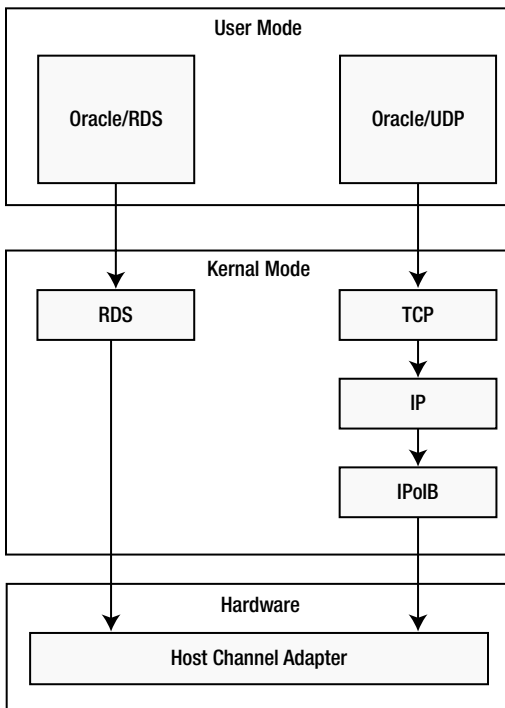 User Mode
Oracle/RDS
Oracle/UDP
Kernal Mode
RDS
TCP
IP
IPoIB
Hardware
Host Channel Adapter